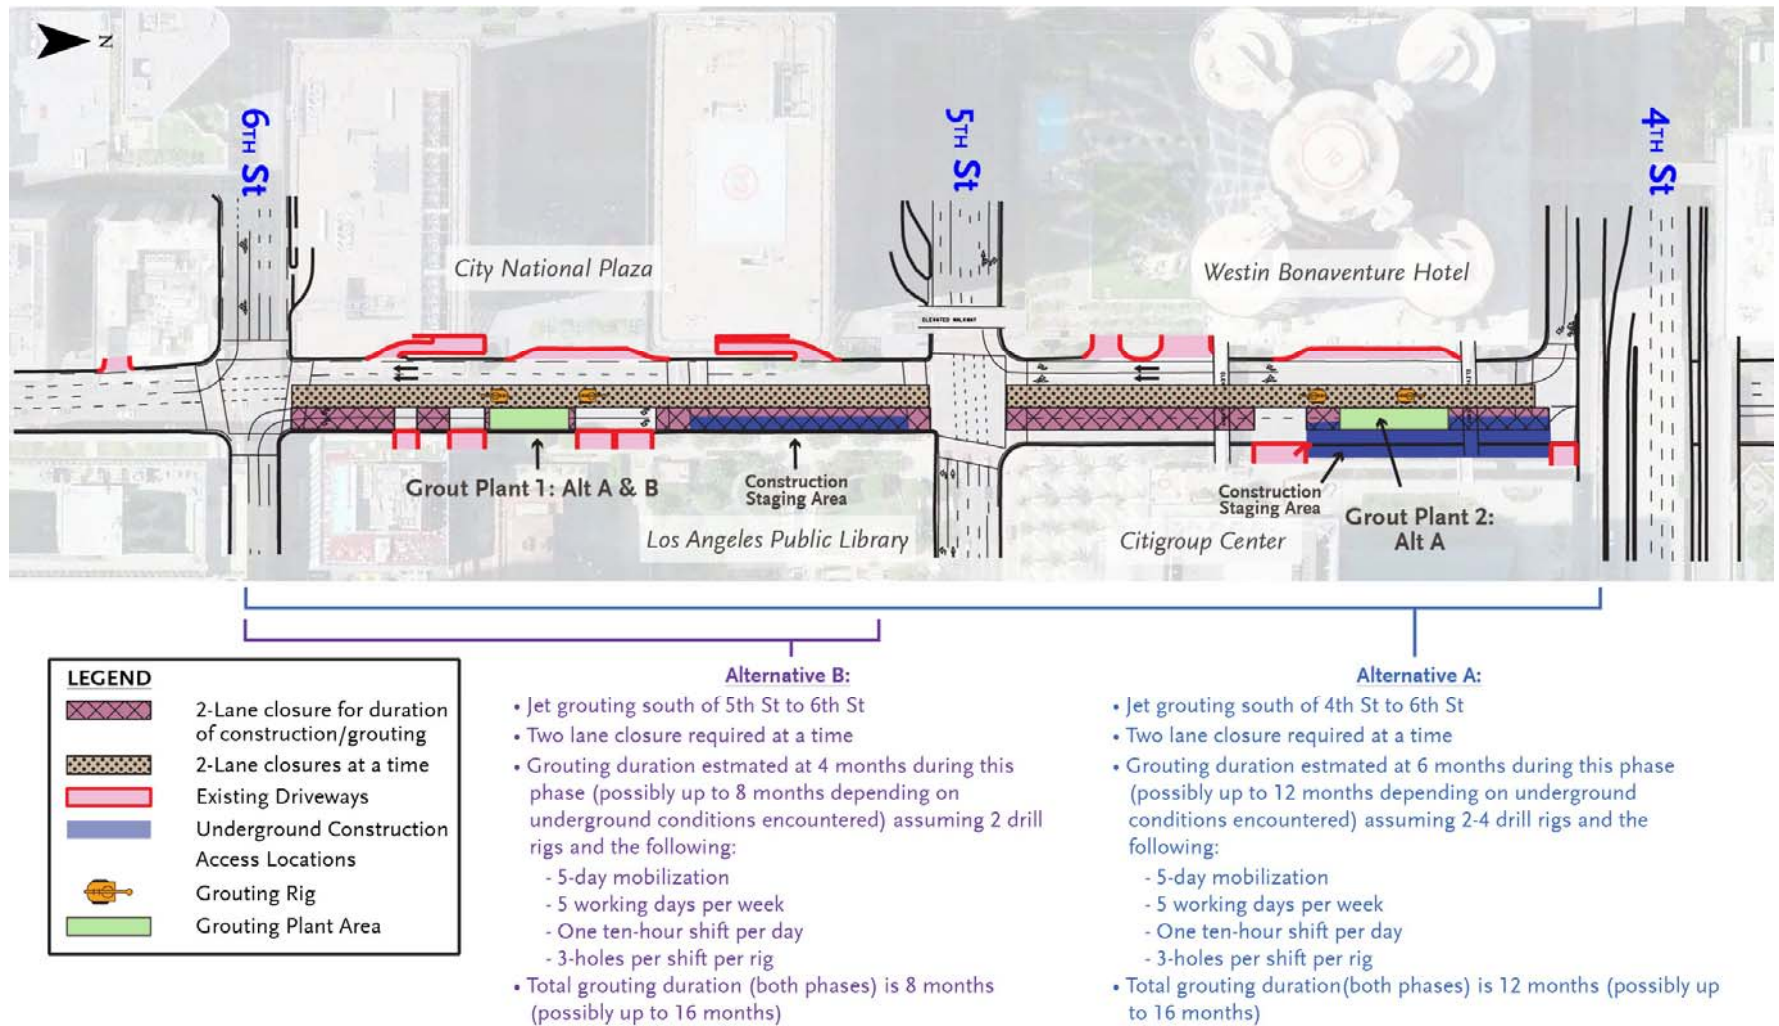 N
6TH St
5TH St
4TH St
City National Plaza
Westin Bonaventure Hotel
ELEVATED WALKWAY
Grout Plant 1: Alt A & B
Construction
Staging Area
Los Angeles Public Library
Construction
Staging Area
Citigroup Center
Grout Plant 2:
Alt A
LEGEND
2-Lane closure for duration
of construction/grouting
2-Lane closures at a time
Existing Driveways
Underground Construction
Access Locations
Grouting Rig
Grouting Plant Area
Alternative B:
• Jet grouting south of 5th St to 6th St
• Two lane closure required at a time
• Grouting duration estmated at 4 months during this
phase (possibly up to 8 months depending on
underground conditions encountered) assuming 2 drill
rigs and the following:
- 5-day mobilization
- 5 working days per week
- One ten-hour shift per day
- 3-holes per shift per rig
• Total grouting duration (both phases) is 8 months
(possibly up to 16 months)
Alternative A:
• Jet grouting south of 4th St to 6th St
• Two lane closure required at a time
• Grouting duration estmated at 6 months during this phase
(possibly up to 12 months depending on underground
conditions encountered) assuming 2-4 drill rigs and the
following:
- 5-day mobilization
- 5 working days per week
- One ten-hour shift per day
- 3-holes per shift per rig
• Total grouting duration(both phases) is 12 months (possibly up
to 16 months)